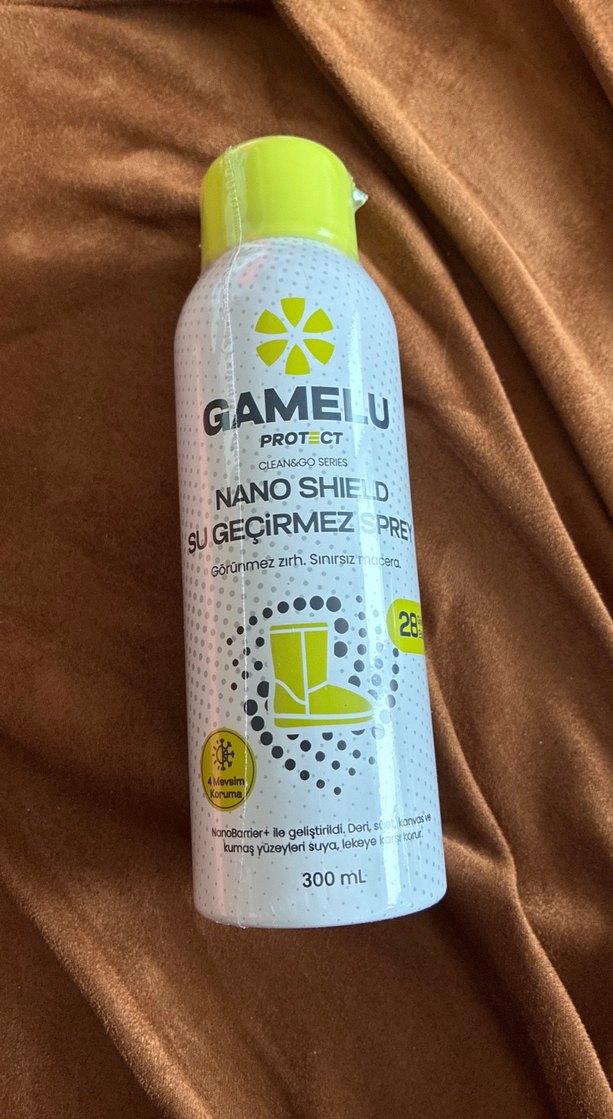 GAMELU
PROTECT
CLEAN&GO SERIES
NANO SHIELD
SU GEÇİRMEZ SPREY
Görünmez zırh. Sınırsız macera.
28
4 Mevsim
Koruma
NanoBarrier+ ile geliştirildi. Deri, süet, kanvas ve
kumaş yüzeyleri suya, lekeye karşı korur.
300 mL